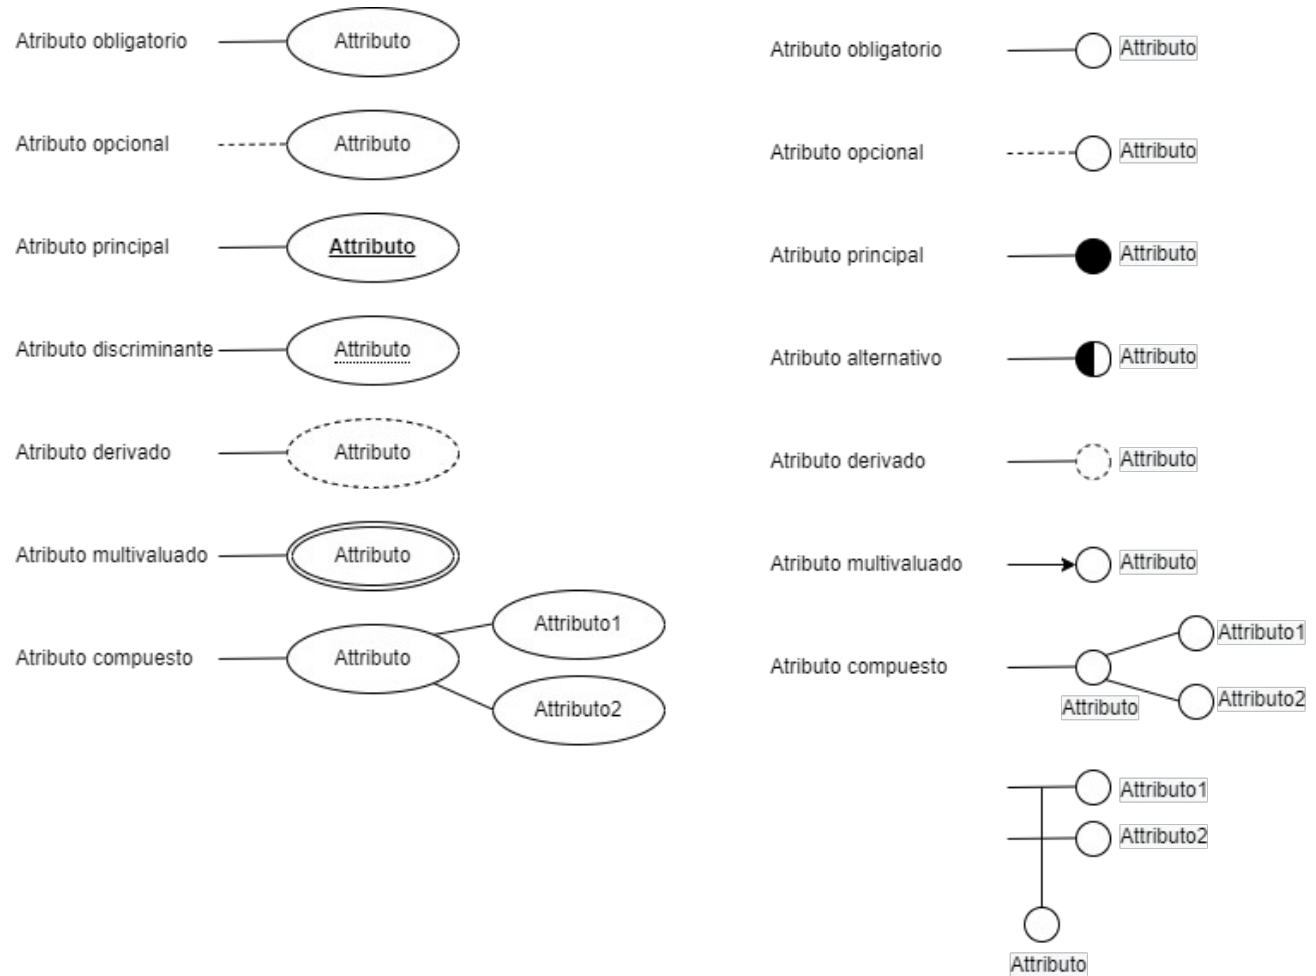 Atributo obligatorio
Attributo
Atributo opcional
Attributo
Atributo principal
Attributo
Atributo discriminante
Attributo
Atributo derivado
Attributo
Atributo multivaluado
Attributo
Atributo compuesto
Attributo
Attributo1
Attributo2
Atributo obligatorio
Attributo
Atributo opcional
Attributo
Atributo principal
Attributo
Atributo alternativo
Attributo
Atributo derivado
Attributo
Atributo multivaluado
Attributo
Atributo compuesto
Attributo
Attributo1
Attributo2
Attributo1
Attributo2
Attributo